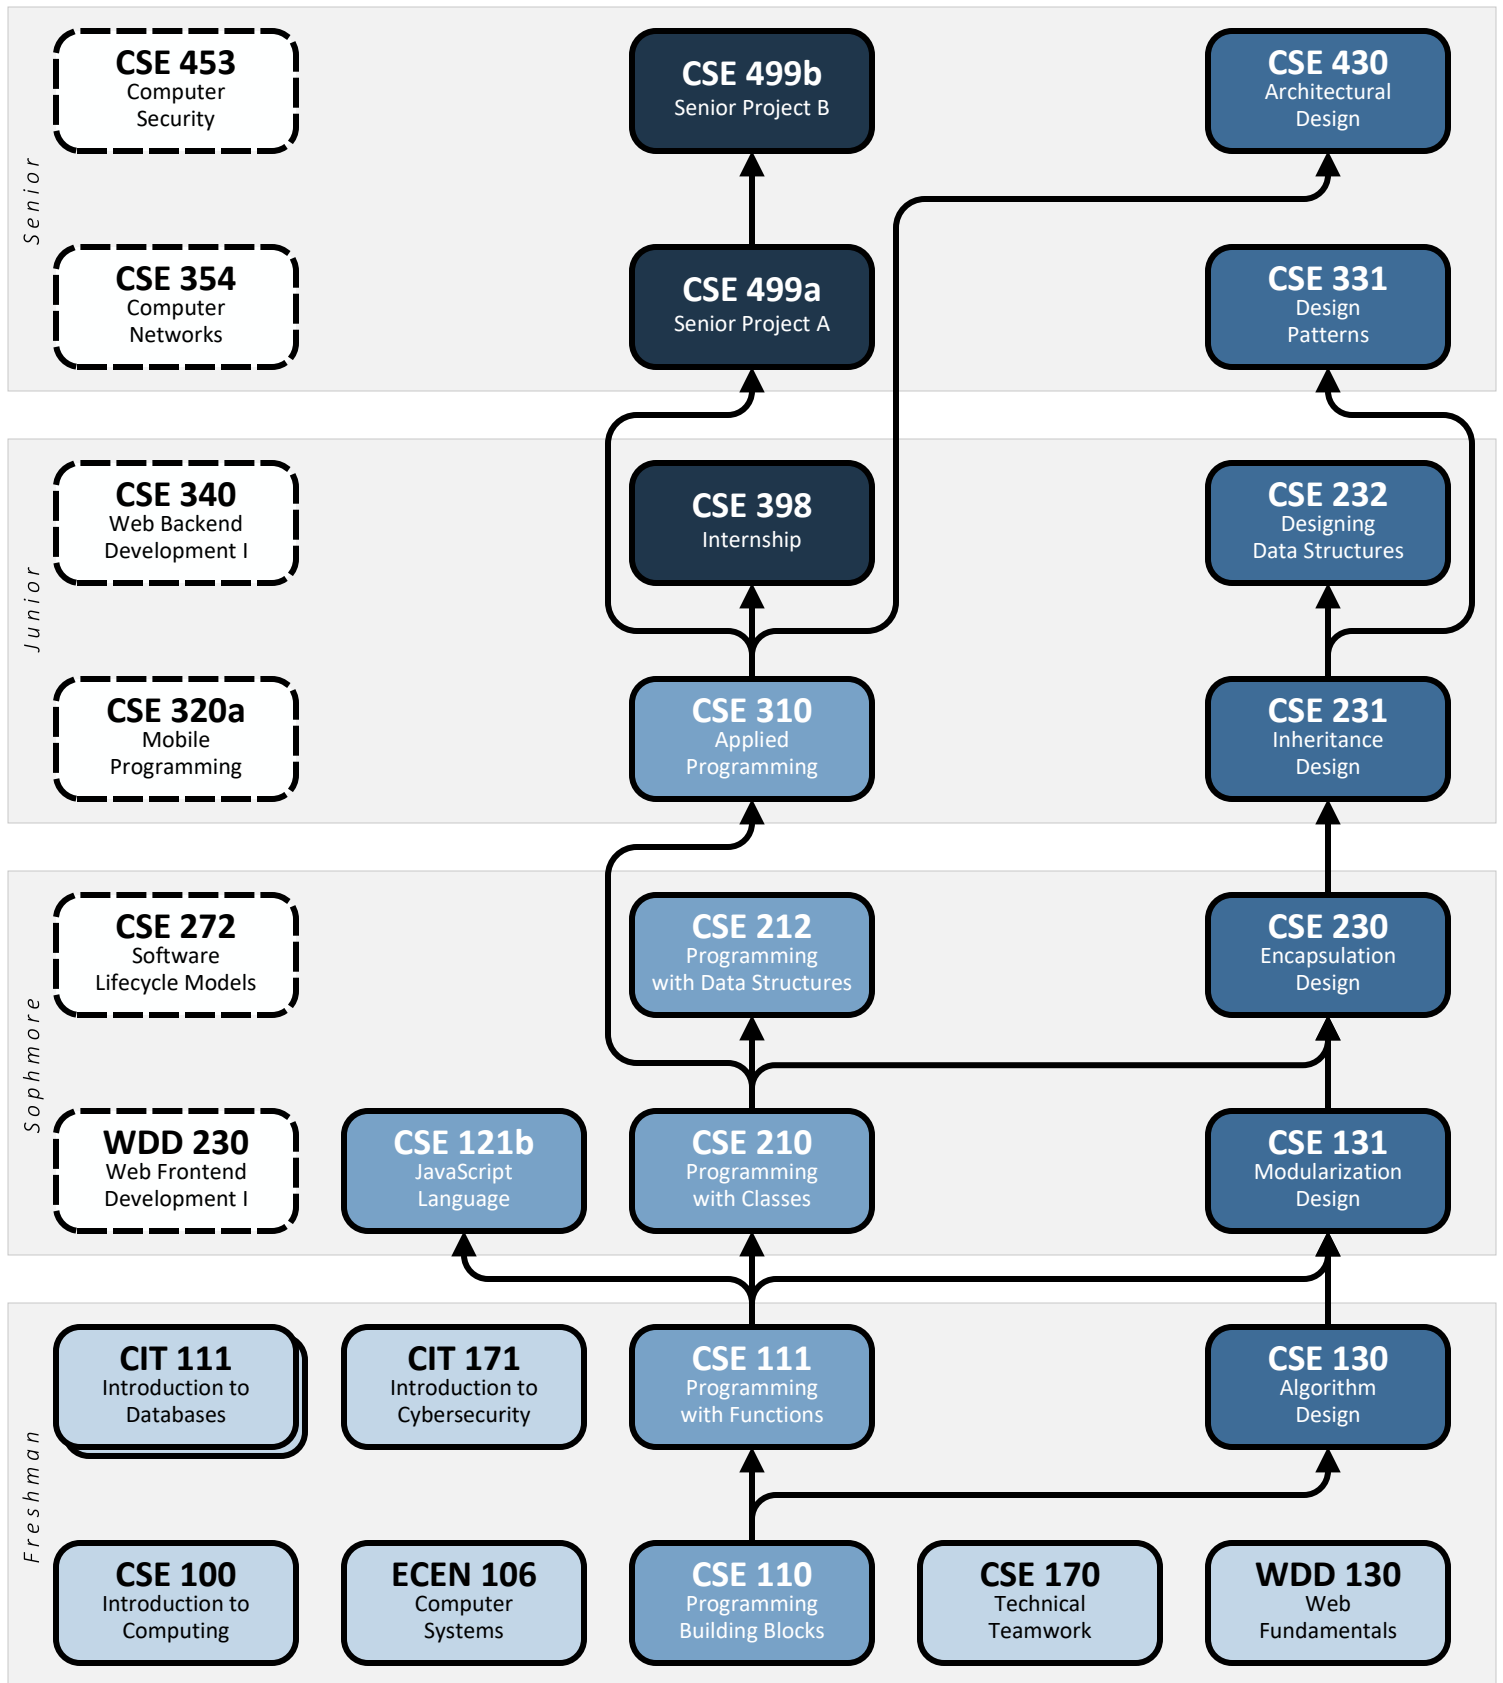 Senior
CSE 453
Computer
Security
CSE 499b
Senior Project B
CSE 430
Architectural
Design
CSE 354
Computer
Networks
CSE 499a
Senior Project A
CSE 331
Design
Patterns
Junior
CSE 340
Web Backend
Development I
CSE 398
Internship
CSE 232
Designing
Data Structures
CSE 320a
Mobile
Programming
CSE 310
Applied
Programming
CSE 231
Inheritance
Design
Sophmore
CSE 272
Software
Lifecycle Models
CSE 212
Programming
with Data Structures
CSE 230
Encapsulation
Design
WDD 230
Web Frontend
Development I
CSE 121b
JavaScript
Language
CSE 210
Programming
with Classes
CSE 131
Modularization
Design
Freshman
CIT 111
Introduction to
Databases
CIT 171
Introduction to
Cybersecurity
CSE 111
Programming
with Functions
CSE 130
Algorithm
Design
CSE 100
Introduction to
Computing
ECEN 106
Computer
Systems
CSE 110
Programming
Building Blocks
CSE 170
Technical
Teamwork
WDD 130
Web
Fundamentals